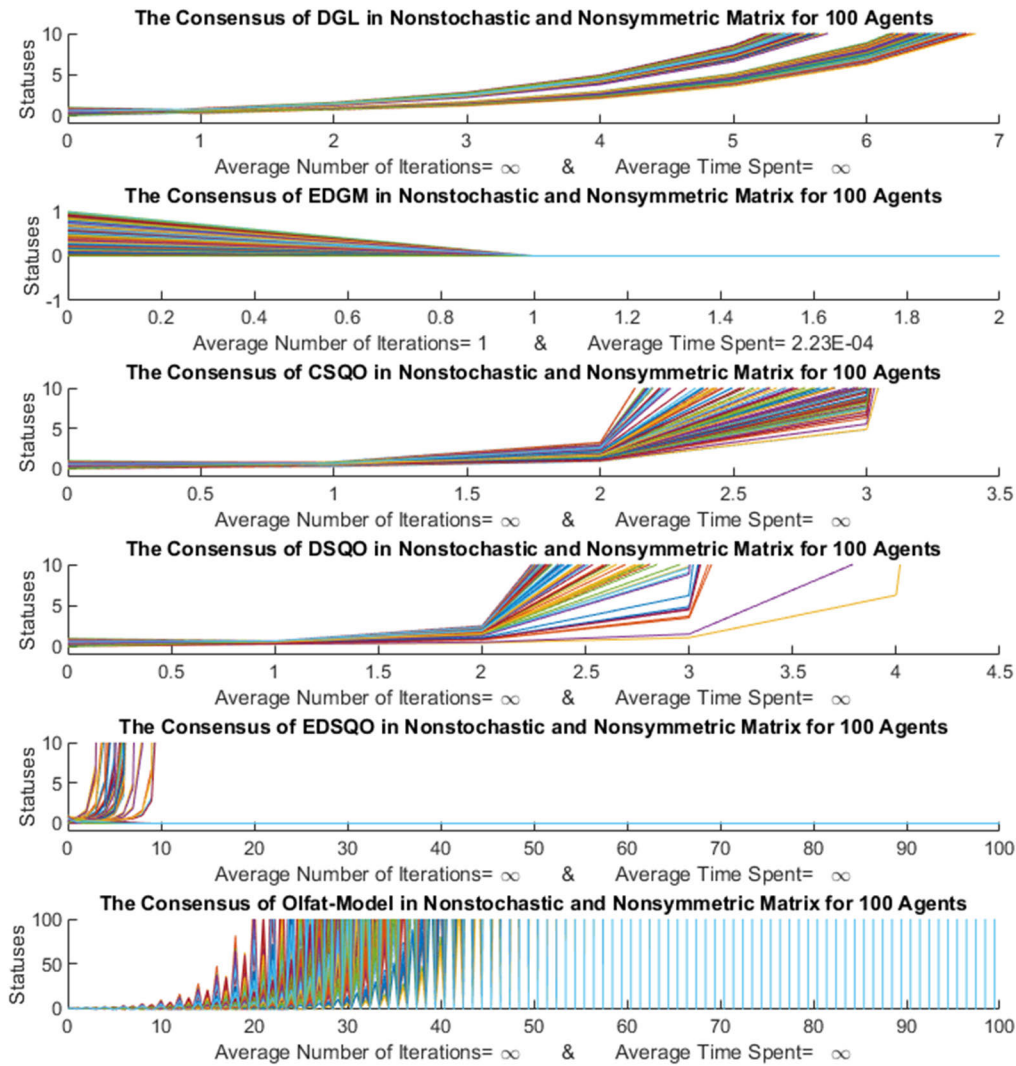 The Consensus of DGL in Nonstochastic and Nonsymmetric Matrix for 100 Agents
Statuses
10
5
0
0 1 2 3 4 5 6 7
Average Number of Iterations= ∞ & Average Time Spent= ∞
The Consensus of EDGM in Nonstochastic and Nonsymmetric Matrix for 100 Agents
Statuses
1
0
-1
0 0.2 0.4 0.6 0.8 1 1.2 1.4 1.6 1.8 2
Average Number of Iterations= 1 & Average Time Spent= 2.23E-04
The Consensus of CSQO in Nonstochastic and Nonsymmetric Matrix for 100 Agents
Statuses
10
5
0
0 0.5 1 1.5 2 2.5 3 3.5
Average Number of Iterations= ∞ & Average Time Spent= ∞
The Consensus of DSQO in Nonstochastic and Nonsymmetric Matrix for 100 Agents
Statuses
10
5
0
0 0.5 1 1.5 2 2.5 3 3.5 4 4.5
Average Number of Iterations= ∞ & Average Time Spent= ∞
The Consensus of EDSQO in Nonstochastic and Nonsymmetric Matrix for 100 Agents
Statuses
10
5
0
0 10 20 30 40 50 60 70 80 90 100
Average Number of Iterations= ∞ & Average Time Spent= ∞
The Consensus of Olfat-Model in Nonstochastic and Nonsymmetric Matrix for 100 Agents
Statuses
100
50
0
0 10 20 30 40 50 60 70 80 90 100
Average Number of Iterations= ∞ & Average Time Spent= ∞